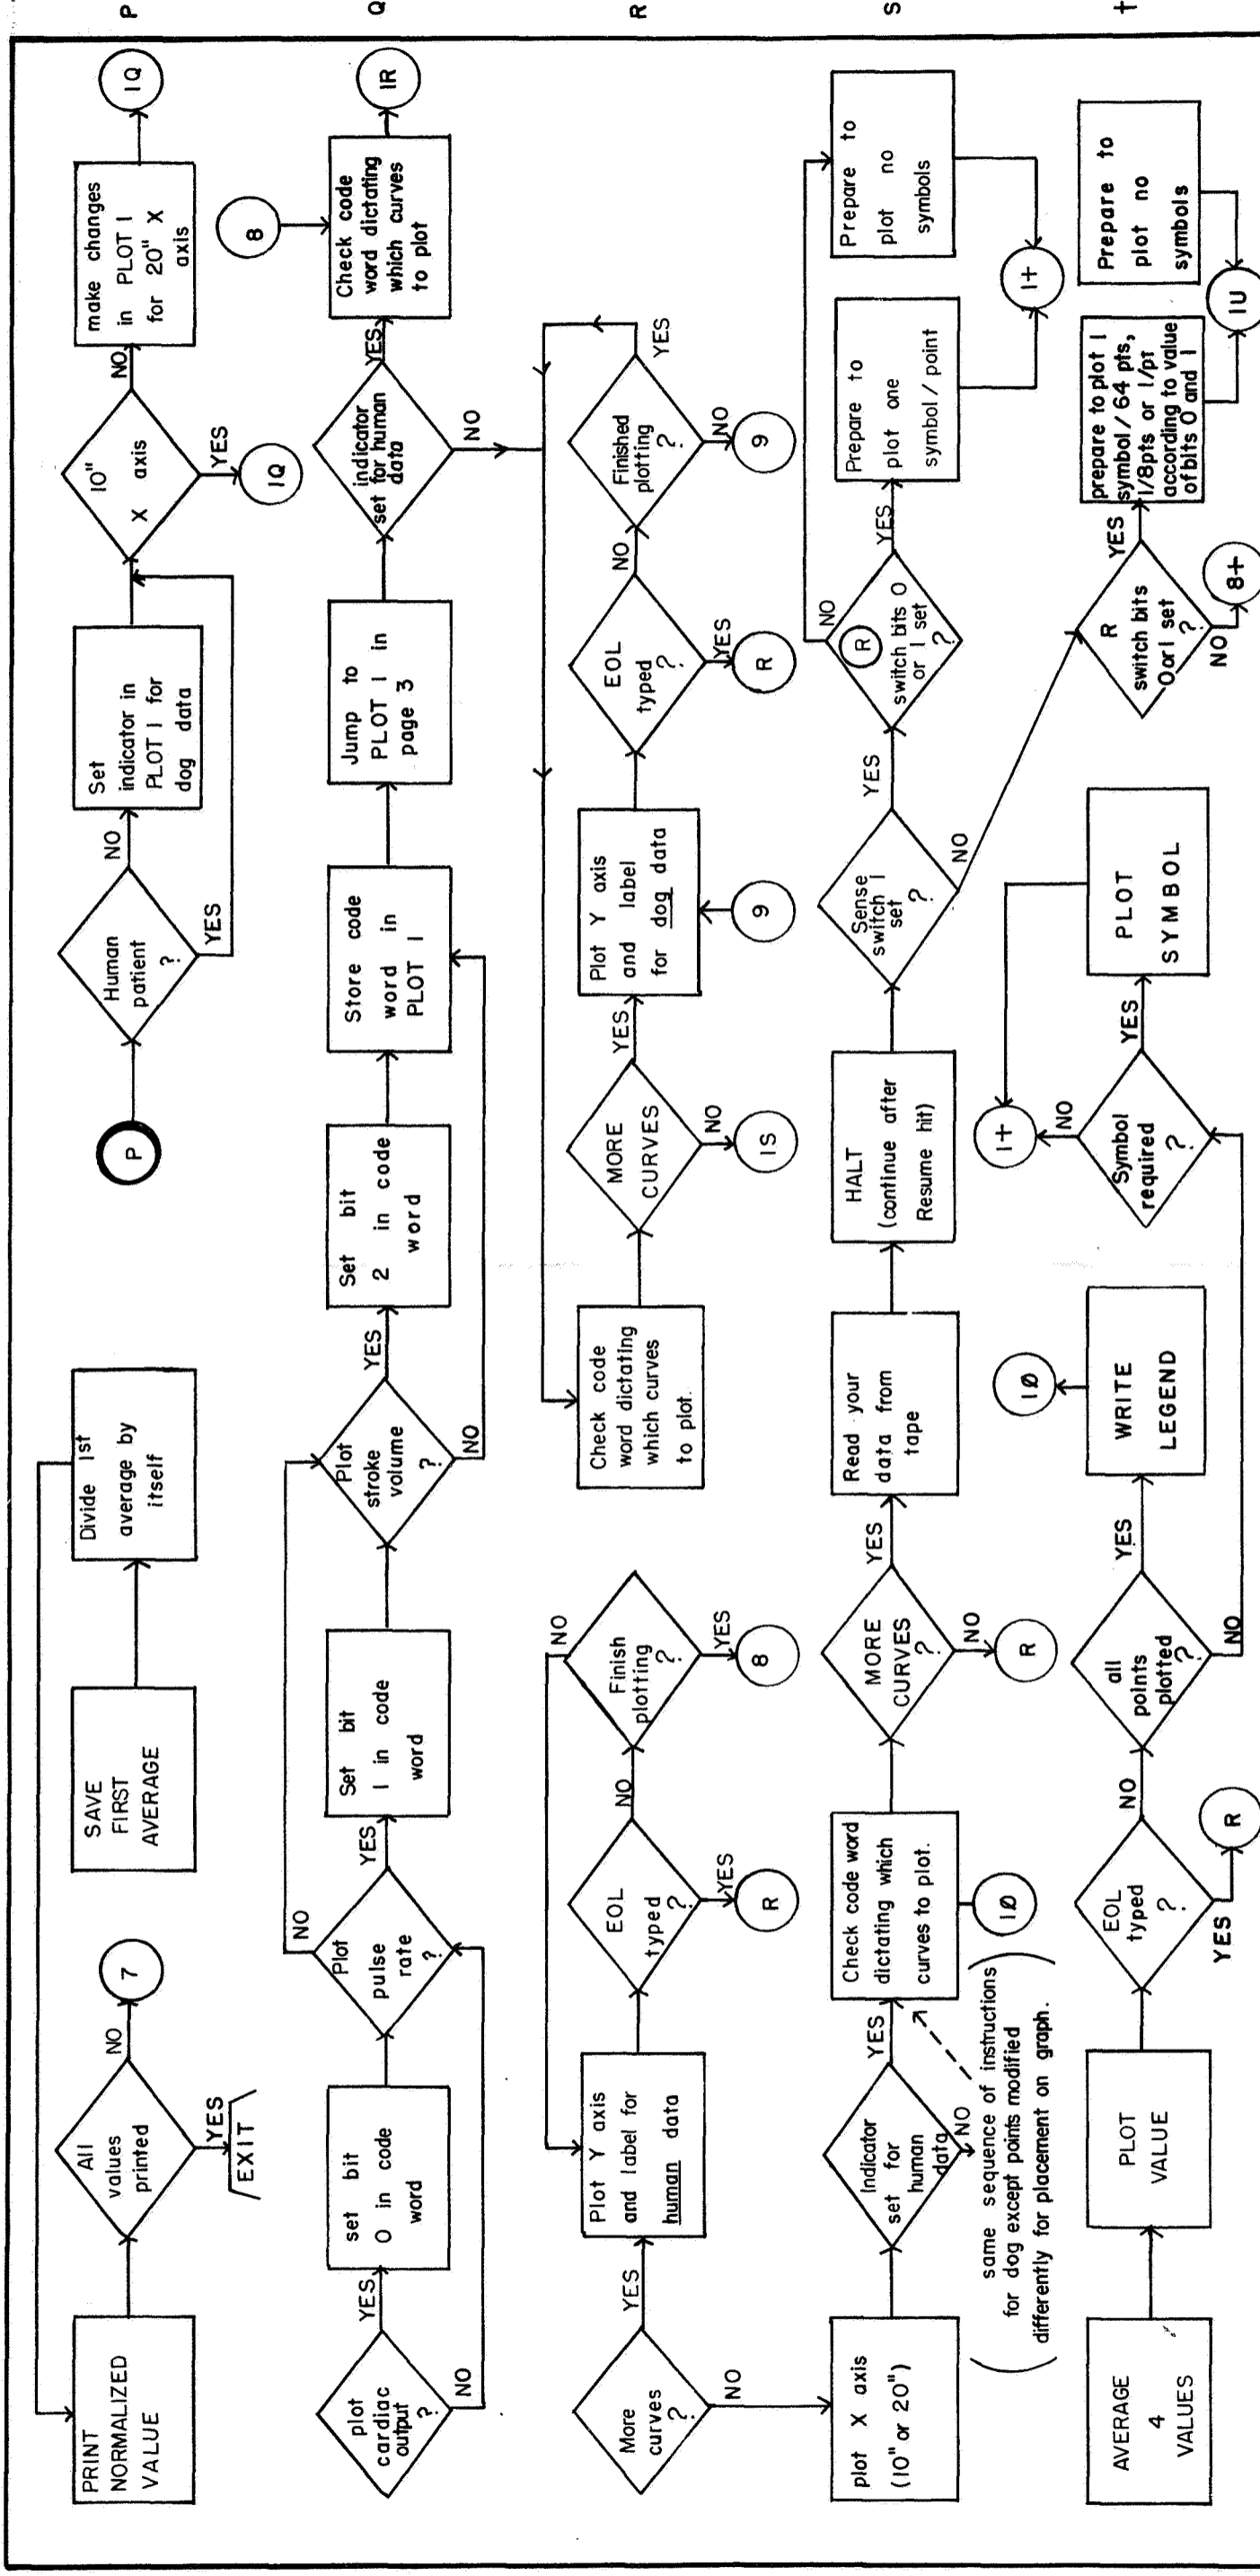 P
PRINT
NORMALIZED
VALUE
All
values
printed
NO
7
YES
EXIT
SAVE
FIRST
AVERAGE
Divide 1st
average by
itself
P
Human
patient
?
NO
YES
Set
indicator in
PLOT 1 for
dog data
10"
X axis
NO
YES
1Q
make changes
in PLOT 1
for 20" X
axis
1Q
Q
plot
cardiac
output
?
YES
NO
set bit
0 in code
word
Plot
pulse
rate
?
NO
YES
Set bit
1 in code
word
Plot
stroke
volume
?
YES
NO
Set bit
2 in code
word
Store code
word in
PLOT 1
Jump to
PLOT 1 in
page 3
indicator
set for human
data
YES
NO
8
Check code
word dictating
which curves
to plot
1R
R
More
curves
?
YES
NO
Plot Y axis
and label for
human data
EOL
typed
?
NO
YES
R
Finish
plotting
?
NO
YES
8
Check code
word dictating
which curves
to plot.
MORE
CURVES
YES
NO
1S
Plot Y axis
and label
for dog data
9
EOL
typed
?
NO
YES
R
Finished
plotting
?
YES
NO
9
S
plot X axis
(10" or 20")
Indicator
set for
human
data
YES
NO
same sequence of instructions
for dog except points modified
differently for placement on graph.
Check code word
dictating which
curves to plot.
1Ø
MORE
CURVES
?
YES
NO
R
Read your
data from
tape
HALT
(continue after
Resume hit)
Sense
switch 1
set
?
YES
NO
R
switch bits 0
or 1 set
?
NO
YES
Prepare to
plot one
symbol / point
Prepare to
plot no
symbols
1+
†
AVERAGE
4
VALUES
PLOT
VALUE
EOL
typed
?
NO
YES
R
all
points
plotted
?
YES
NO
WRITE
LEGEND
1Ø
Symbol
required
?
NO
1+
YES
PLOT
SYMBOL
R
switch bits
0 or 1 set
?
YES
NO
8+
prepare to plot 1
symbol / 64 pts,
1/8pts or 1/pt
according to value
of bits 0 and 1
Prepare to
plot no
symbols
1U